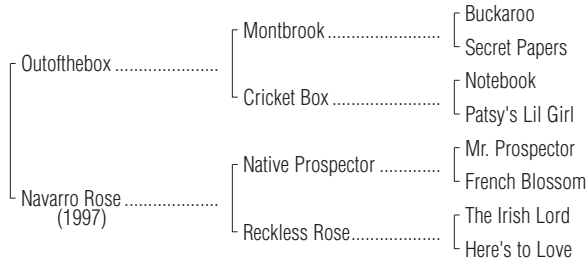 Buckaroo
Montbrook
Secret Papers
Outofthebox
Notebook
Cricket Box
Patsy's Lil Girl
Mr. Prospector
Native Prospector
French Blossom
Navarro Rose
(1997)
The Irish Lord
Reckless Rose
Here's to Love